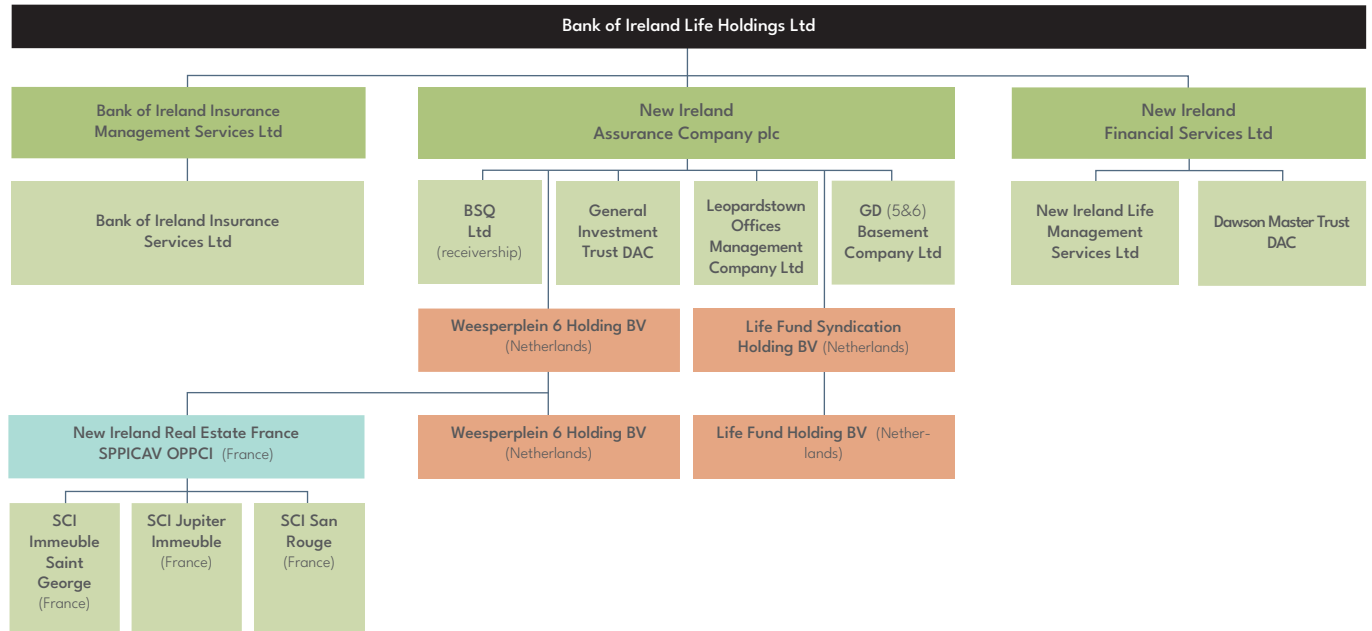 Bank of Ireland Life Holdings Ltd
Bank of Ireland Insurance
Management Services Ltd
New Ireland
Assurance Company plc
New Ireland
Financial Services Ltd
Bank of Ireland Insurance
Services Ltd
BSQ
Ltd
(receivership)
General
Investment
Trust DAC
Leopardstown
Offices
Management
Company Ltd
GD (5&6)
Basement
Company Ltd
New Ireland Life
Management
Services Ltd
Dawson Master Trust
DAC
Weesperplein 6 Holding BV
(Netherlands)
Life Fund Syndication
Holding BV (Netherlands)
New Ireland Real Estate France
SPPICAV OPPCI (France)
Weesperplein 6 Holding BV
(Netherlands)
Life Fund Holding BV (Nether-
lands)
SCI
Immeuble
Saint
George
(France)
SCI Jupiter
Immeuble
(France)
SCI San
Rouge
(France)